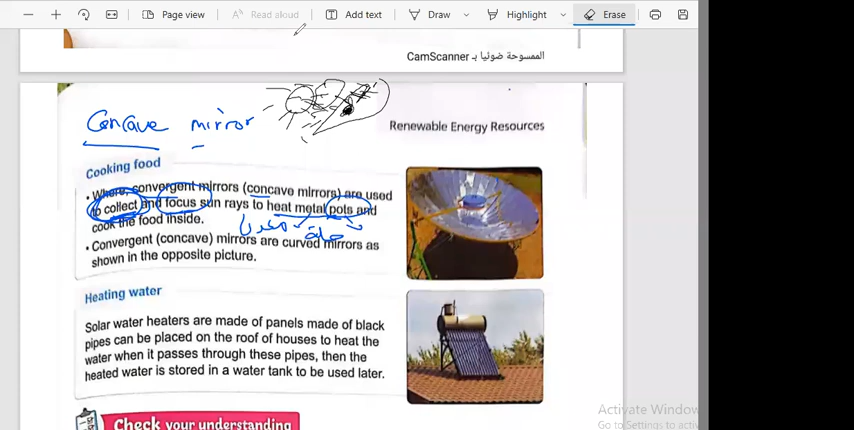 Page view
Read aloud
Add text
Draw
Highlight
Erase
الممسوحة ضوئيا بـ CamScanner
Concave mirror
Renewable Energy Resources
Cooking food
• Where, convergent mirrors (concave mirrors) are used
to collect and focus sun rays to heat metal pots and
cook the food inside.
معدن حلة
• Convergent (concave) mirrors are curved mirrors as
shown in the opposite picture.
Heating water
Solar water heaters are made of panels made of black
pipes can be placed on the roof of houses to heat the
water when it passes through these pipes, then the
heated water is stored in a water tank to be used later.
Check your understanding
Activate Window
Go to Settings to activ